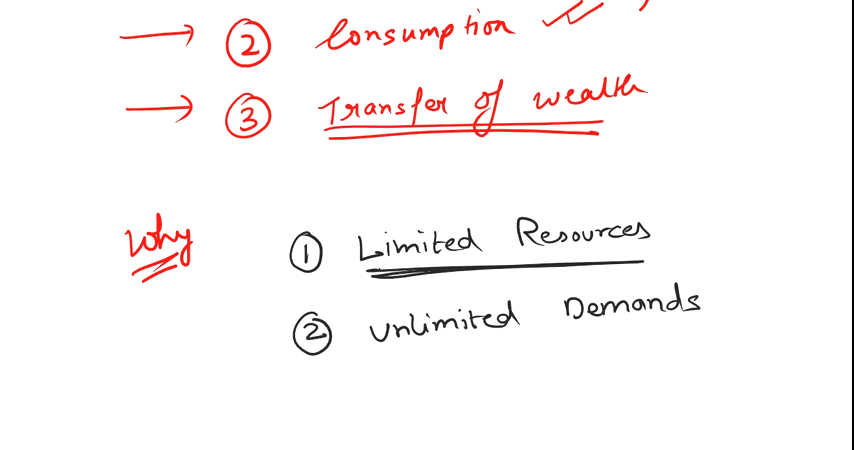 → ② Consumption ✓✓
→ ③ Transfer of wealth
Why ① Limited Resources
② Unlimited Demands